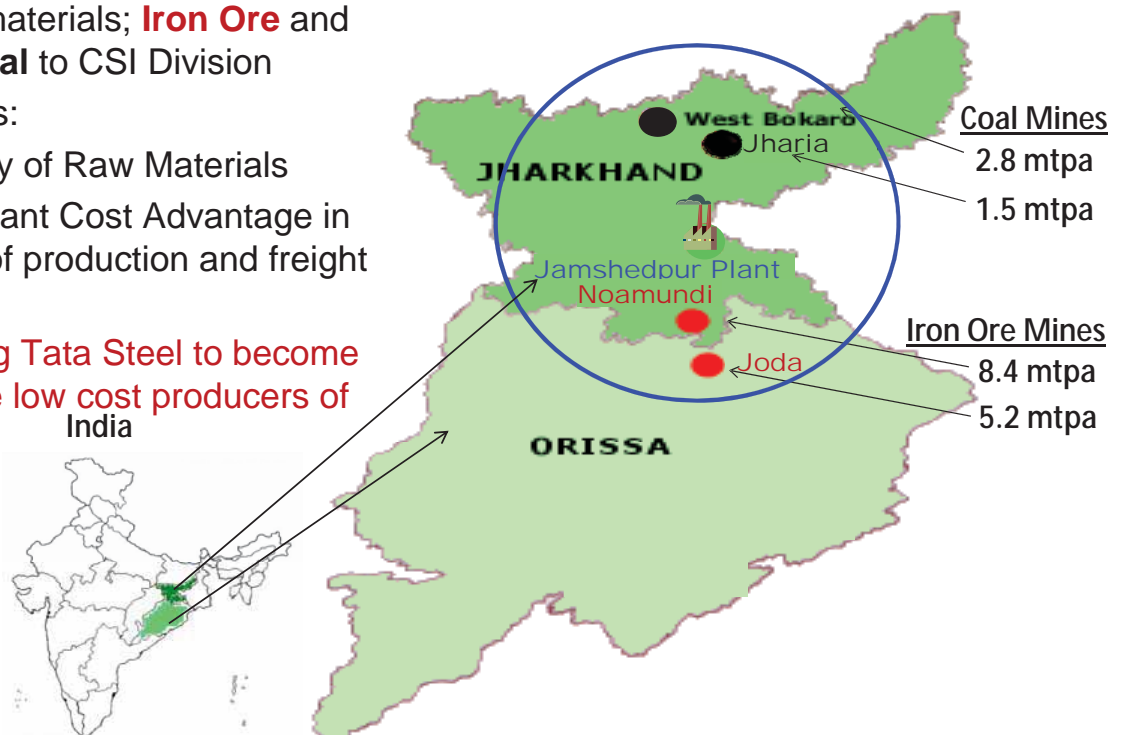 naterials; Iron Ore and
al to CSI Division
s:
y of Raw Materials
ant Cost Advantage in
of production and freight
g Tata Steel to become
e low cost producers of
India
West Bokaro
Jharia
JHARKHAND
Jamshedpur Plant
Noamundi
Joda
ORISSA
Coal Mines
2.8 mtpa
1.5 mtpa
Iron Ore Mines
8.4 mtpa
5.2 mtpa